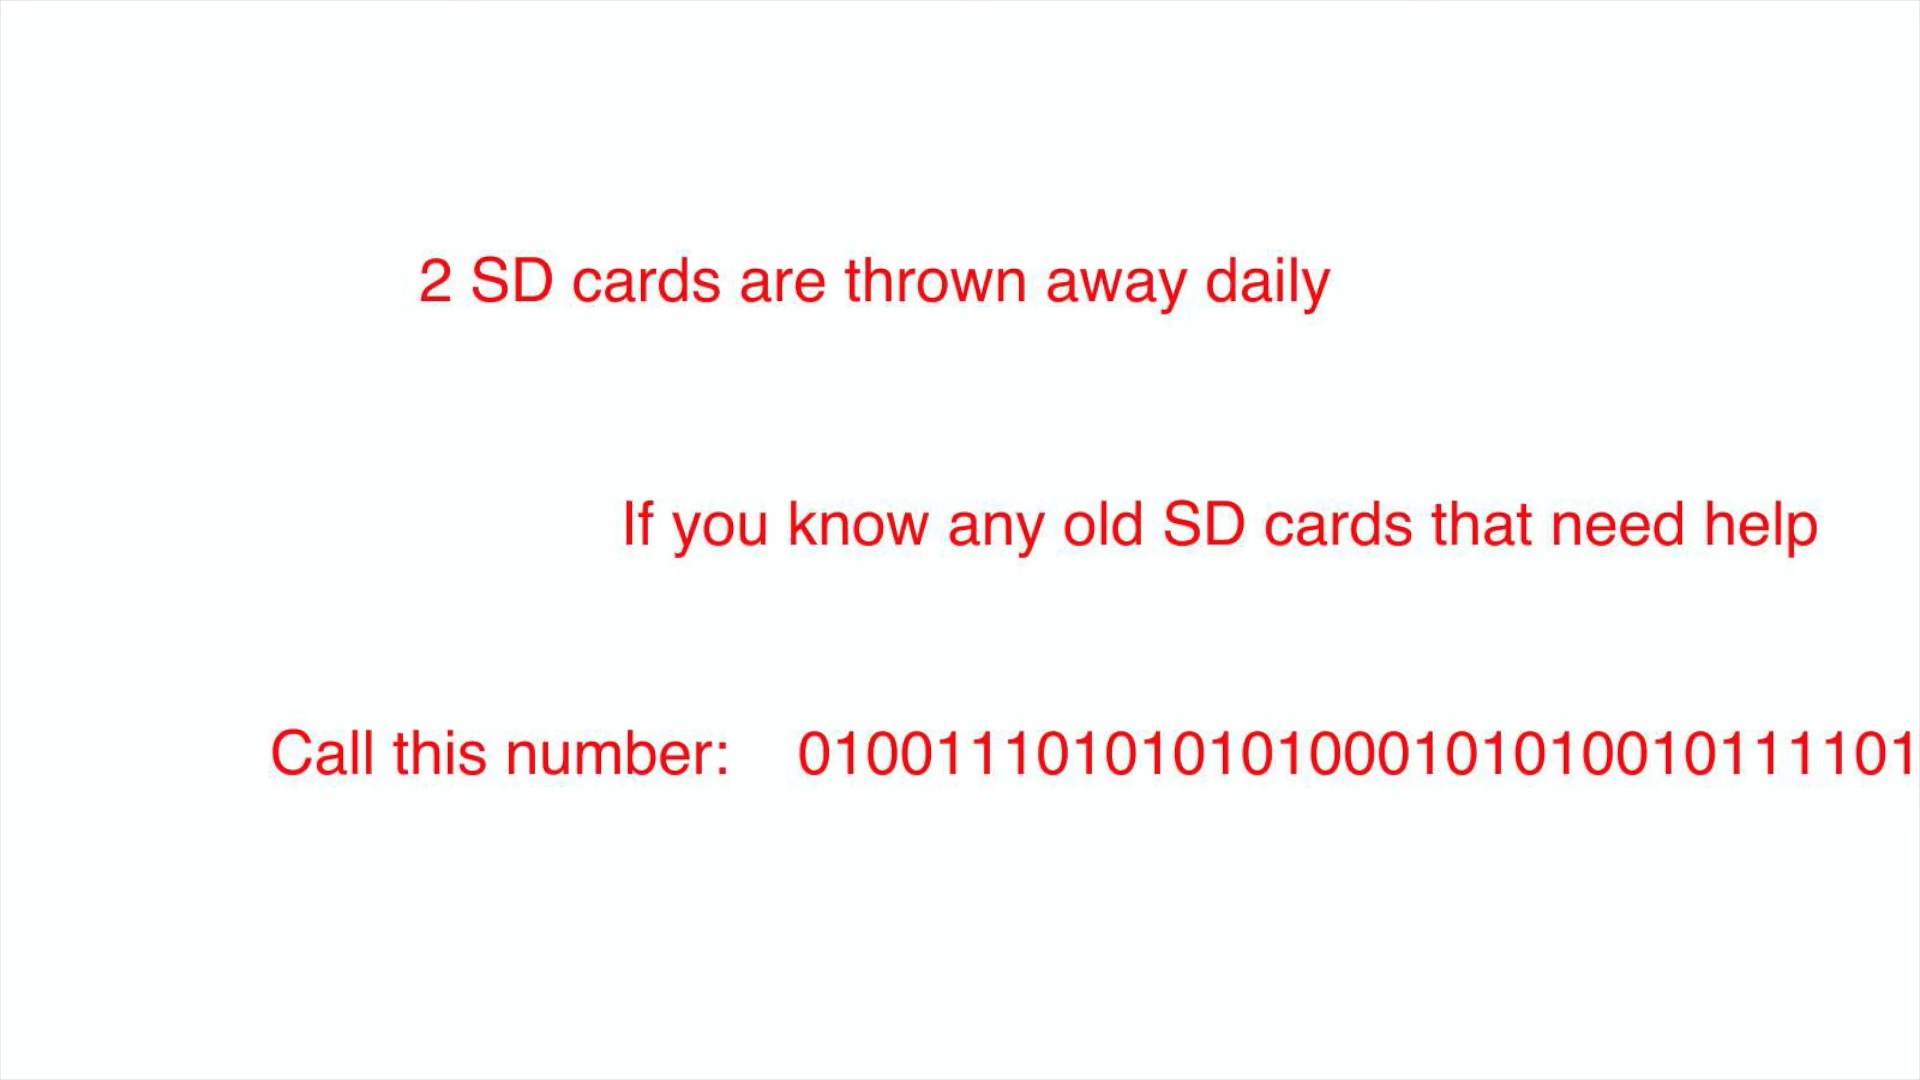 2 SD cards are thrown away daily
If you know any old SD cards that need help
Call this number: 010011101010101000101010010111101